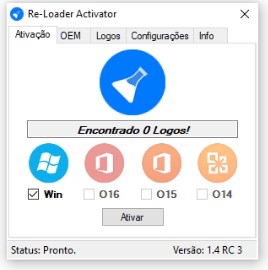 Re-Loader Activator
Ativação OEM Logos Configurações Info
Encontrado 0 Logos!
Win O16 O15 O14
Ativar
Status: Pronto. Versão: 1.4 RC 3